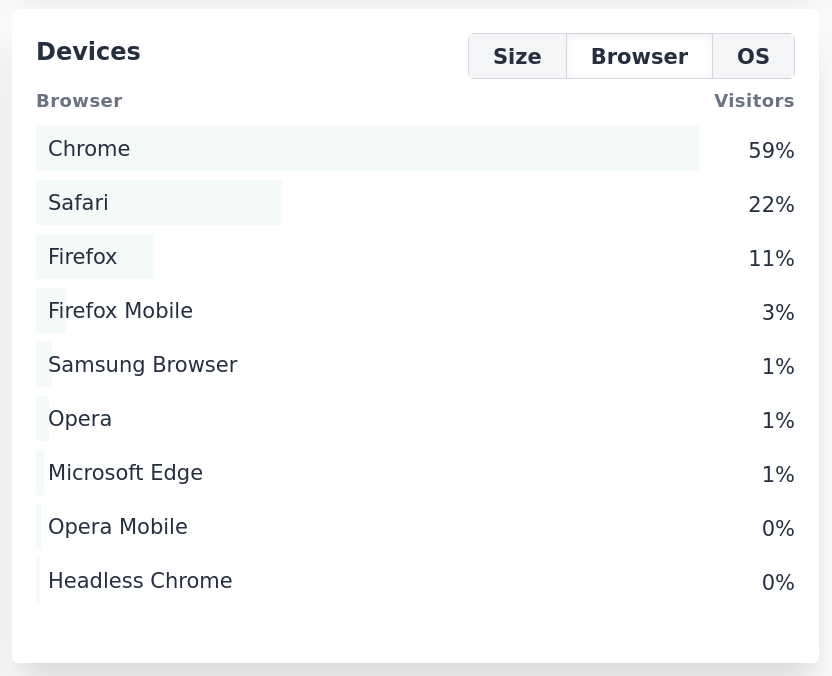 Devices
Size Browser OS
Browser Visitors
Chrome 59%
Safari 22%
Firefox 11%
Firefox Mobile 3%
Samsung Browser 1%
Opera 1%
Microsoft Edge 1%
Opera Mobile 0%
Headless Chrome 0%